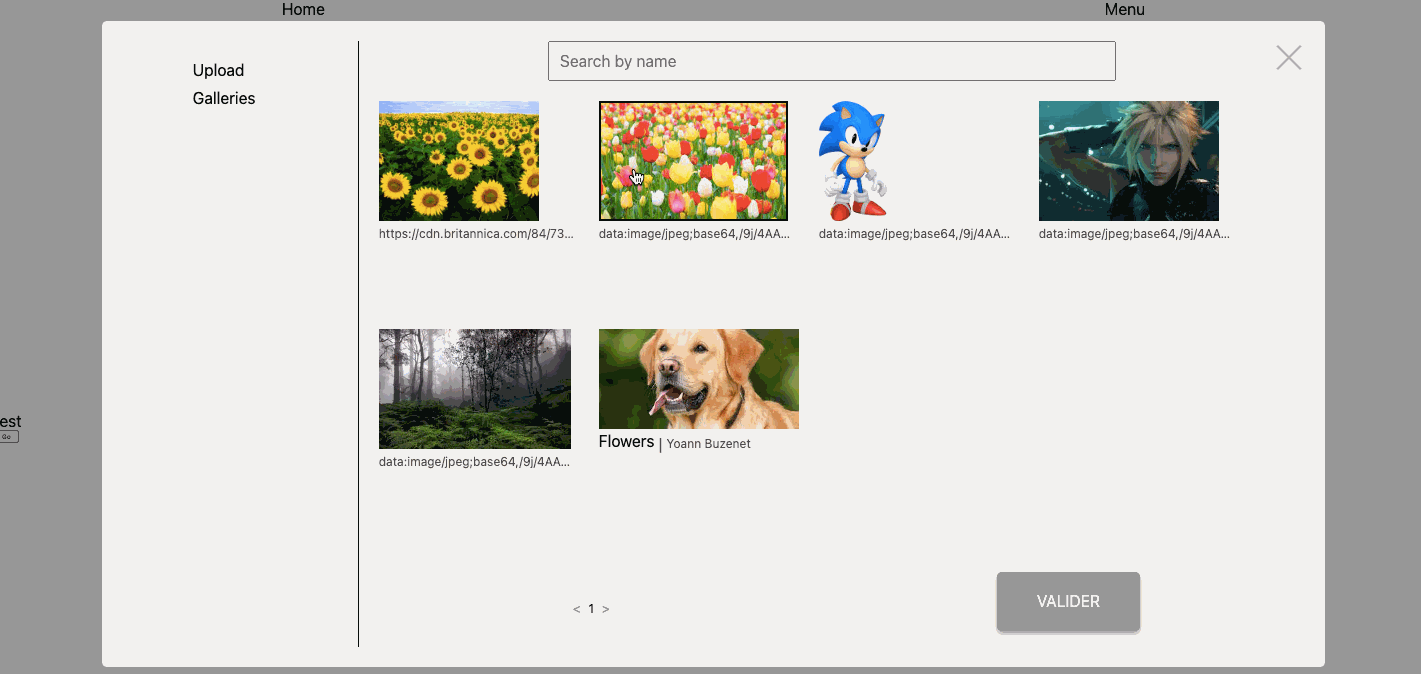 Home
Menu
Upload
Galleries
Search by name
https://cdn.britannica.com/84/73...
data:image/jpeg;base64,/9j/4AA...
data:image/jpeg;base64,/9j/4AA...
data:image/jpeg;base64,/9j/4AA...
est
Go
data:image/jpeg;base64,/9j/4AA...
Flowers | Yoann Buzenet
< 1 >
VALIDER